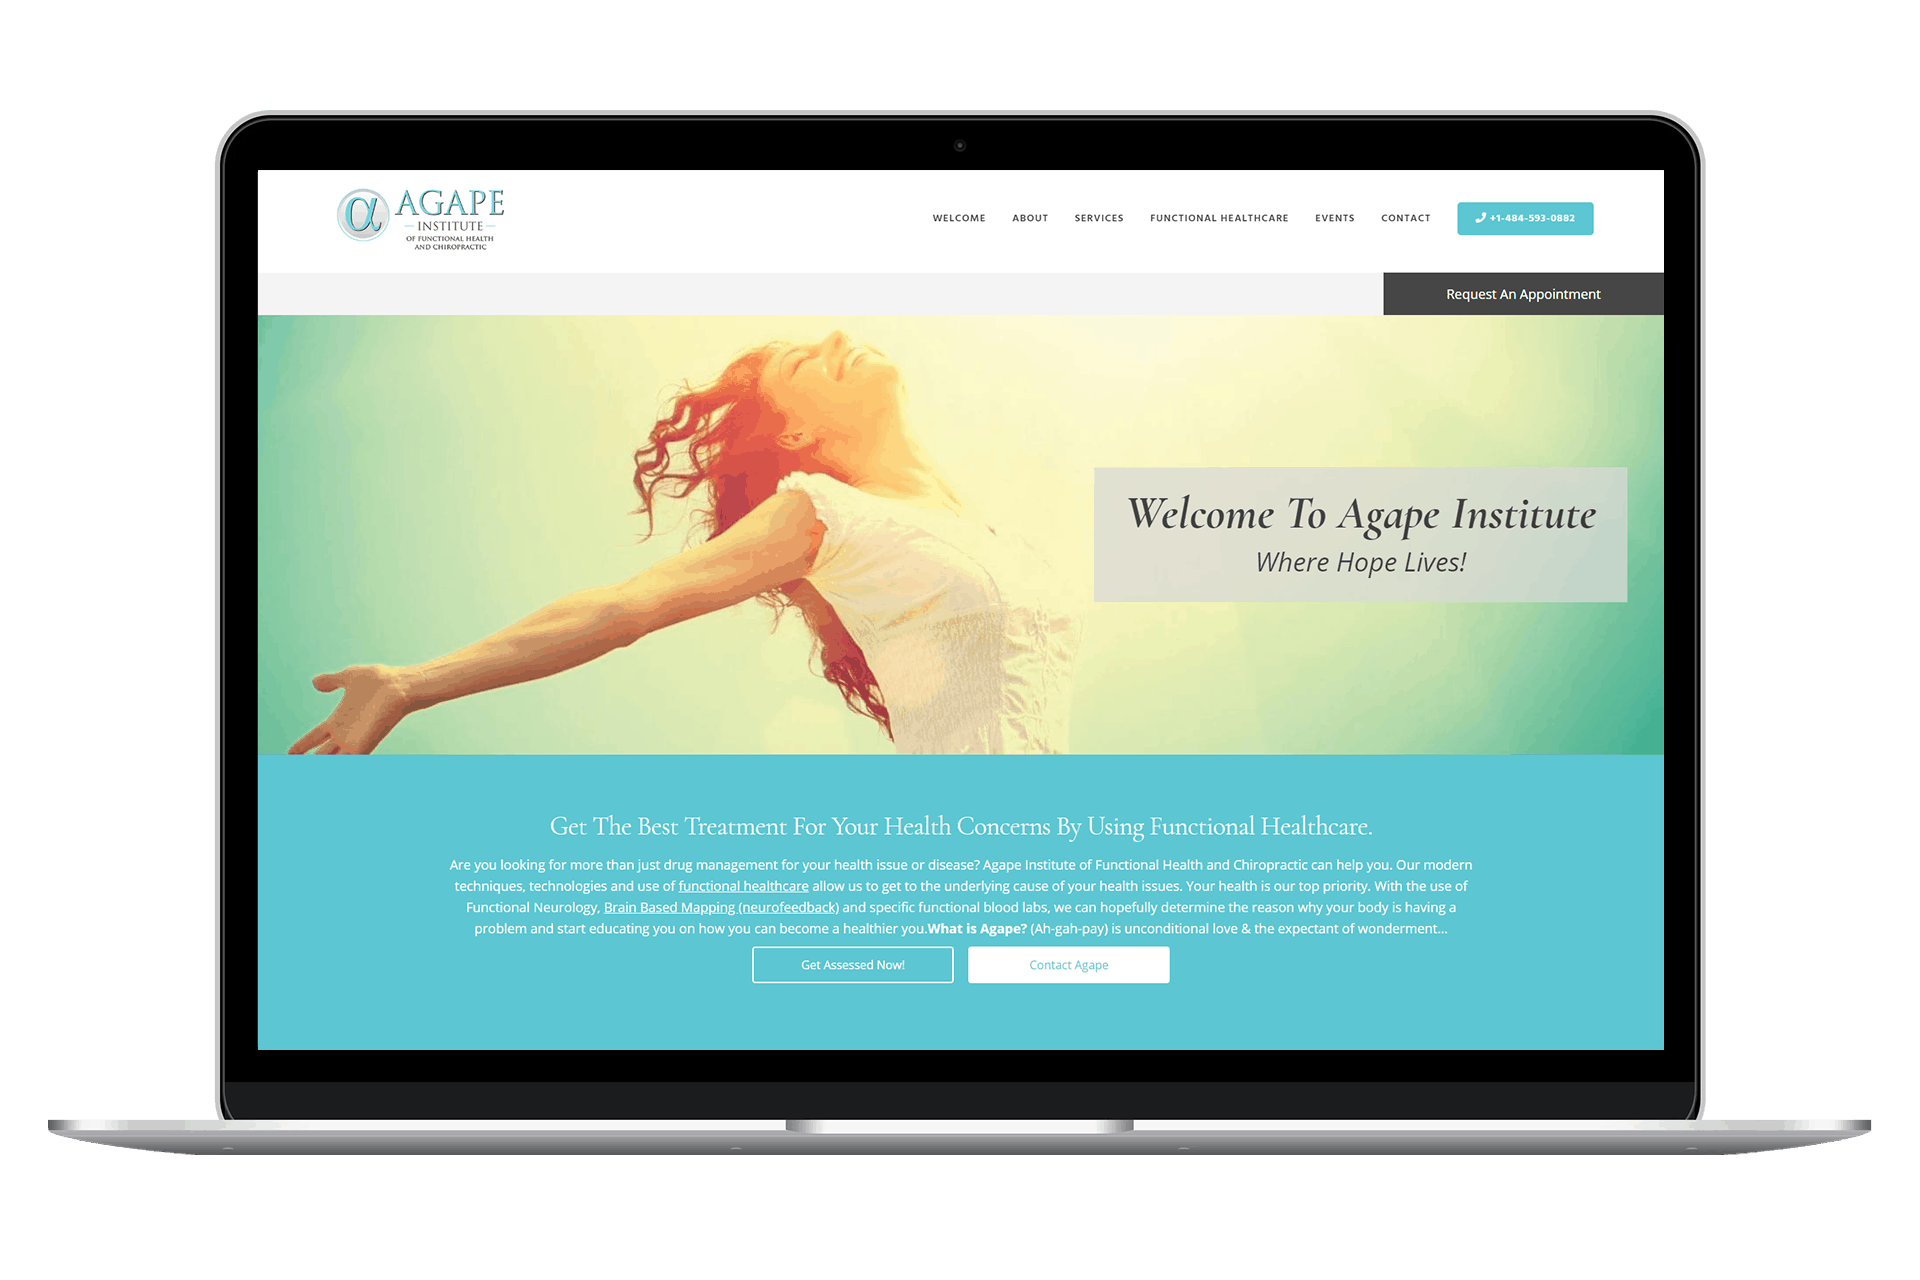 α AGAPE
INSTITUTE
OF FUNCTIONAL HEALTH
AND CHIROPRACTIC
WELCOME ABOUT SERVICES FUNCTIONAL HEALTHCARE EVENTS CONTACT +1-484-593-0882
Request An Appointment
Welcome To Agape Institute
Where Hope Lives!
Get The Best Treatment For Your Health Concerns By Using Functional Healthcare.
Are you looking for more than just drug management for your health issue or disease? Agape Institute of Functional Health and Chiropractic can help you. Our modern
techniques, technologies and use of functional healthcare allow us to get to the underlying cause of your health issues. Your health is our top priority. With the use of
Functional Neurology, Brain Based Mapping (neurofeedback) and specific functional blood labs, we can hopefully determine the reason why your body is having a
problem and start educating you on how you can become a healthier you.What is Agape? (Ah-gah-pay) is unconditional love & the expectant of wonderment...
Get Assessed Now! Contact Agape